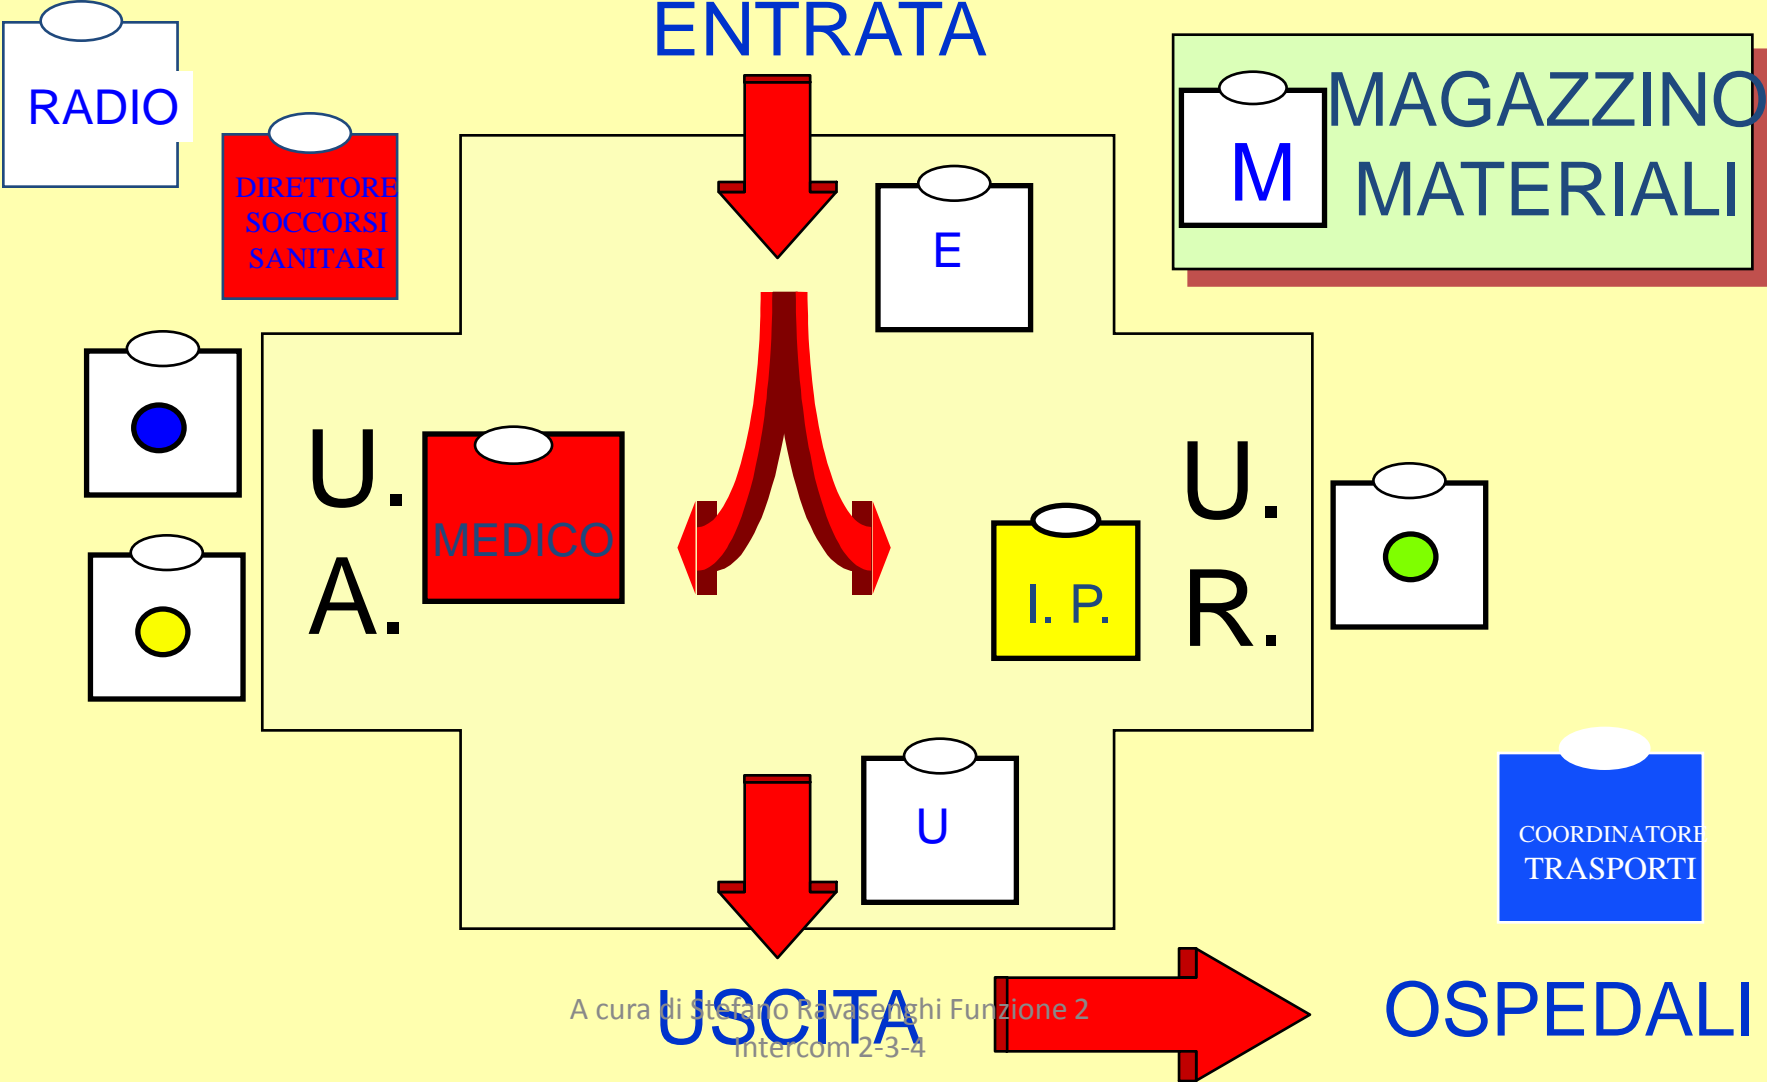 ENTRATA
RADIO
MAGAZZINO
MATERIALI
M
DIRETTORE
SOCCORSI
SANITARI
E
U.
A.
MEDICO
I. P.
U.
R.
U
COORDINATORE
TRASPORTI
USCITA
OSPEDALI
A cura di Stefano Ravasenghi Funzione 2
Intercom 2-3-4